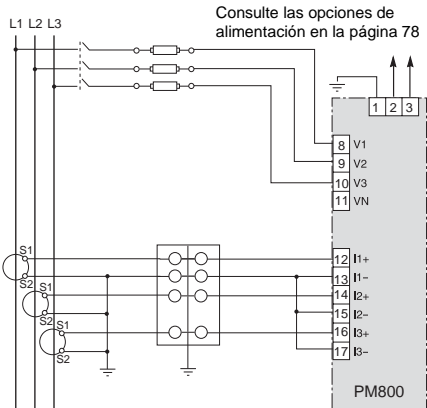 Consulte las opciones de
alimentación en la página 78
L1 L2 L3
1 2 3
8 V1
9 V2
10 V3
11 VN
S1
S2
S1
S2
S1
S2
12 I1+
13 I1–
14 I2+
15 I2–
16 I3+
17 I3–
PM800